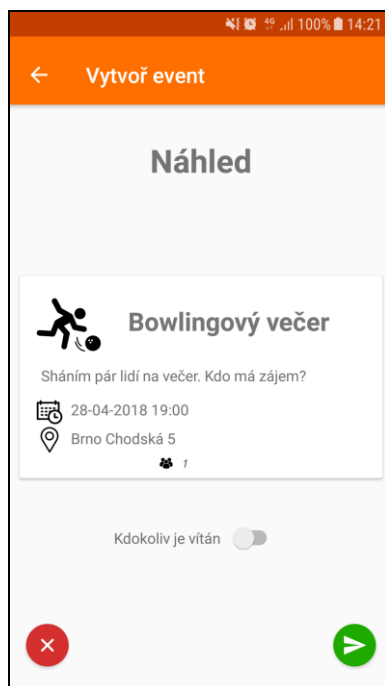 4G 100% 14:21
Vytvoř event
Náhled
Bowlingový večer
Sháním pár lidí na večer. Kdo má zájem?
28-04-2018 19:00
Brno Chodská 5
1
Kdokoliv je vítán